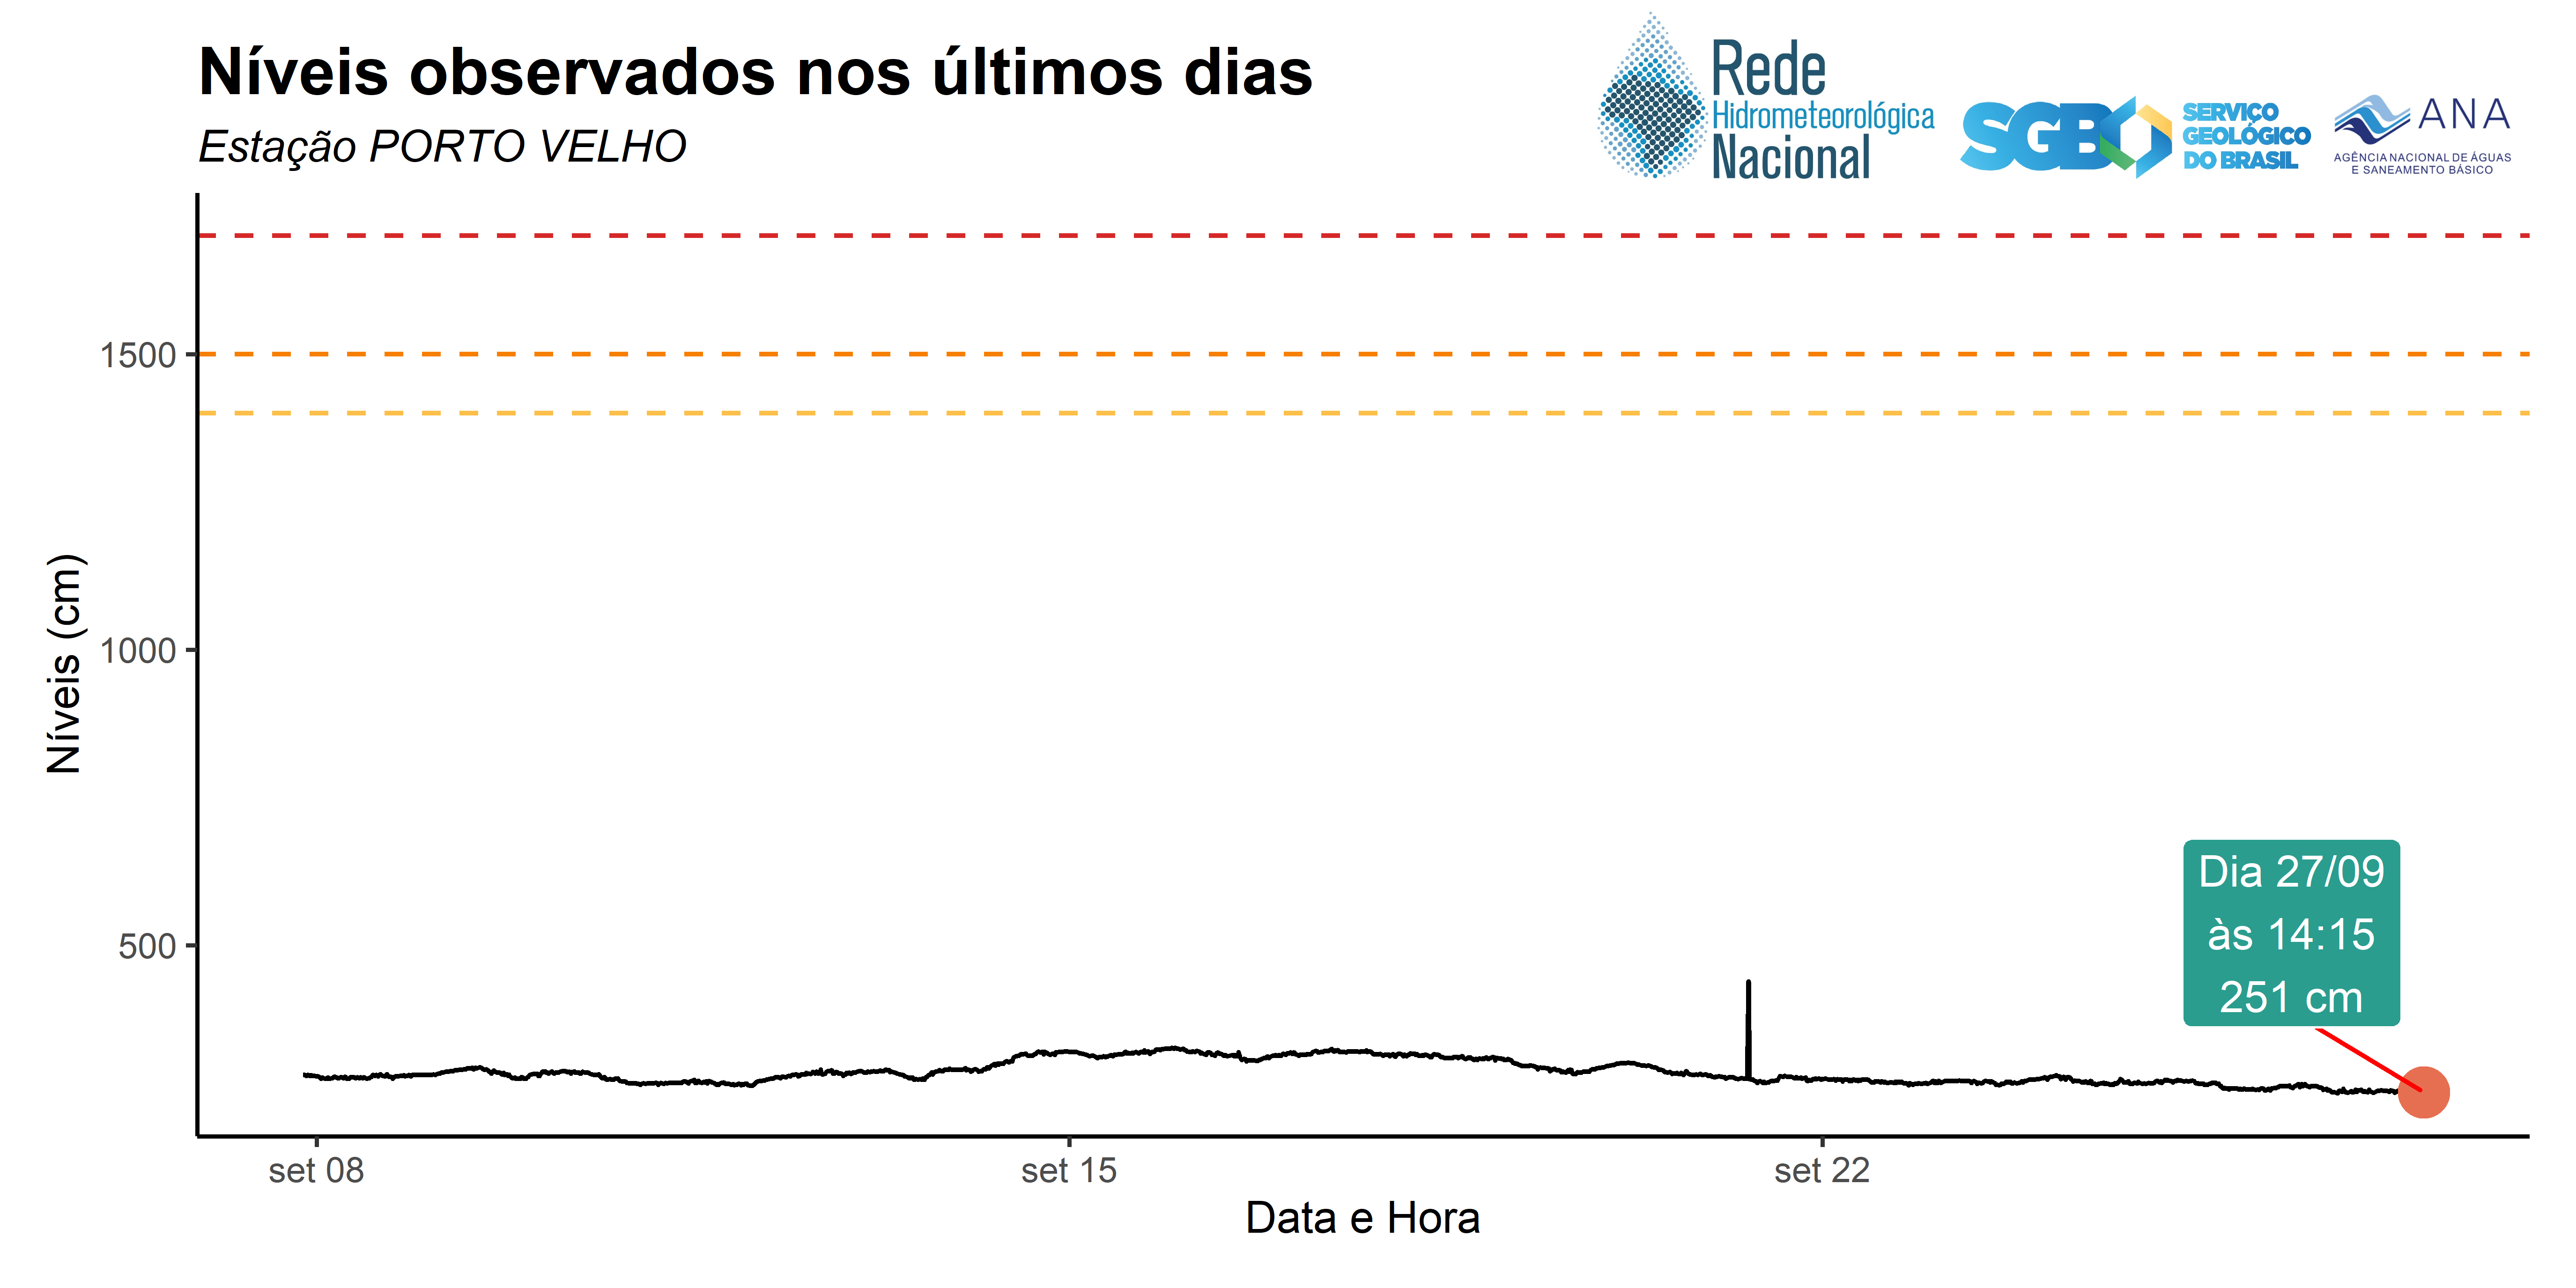 Níveis observados nos últimos dias
Estação PORTO VELHO
Rede
Hidrometeorológica
Nacional
SGB
SERVIÇO
GEOLÓGICO
DO BRASIL
ANA
AGÊNCIA NACIONAL DE ÁGUAS
E SANEAMENTO BÁSICO
Níveis (cm)
1500
1000
500
Dia 27/09
às 14:15
251 cm
set 08
set 15
set 22
Data e Hora